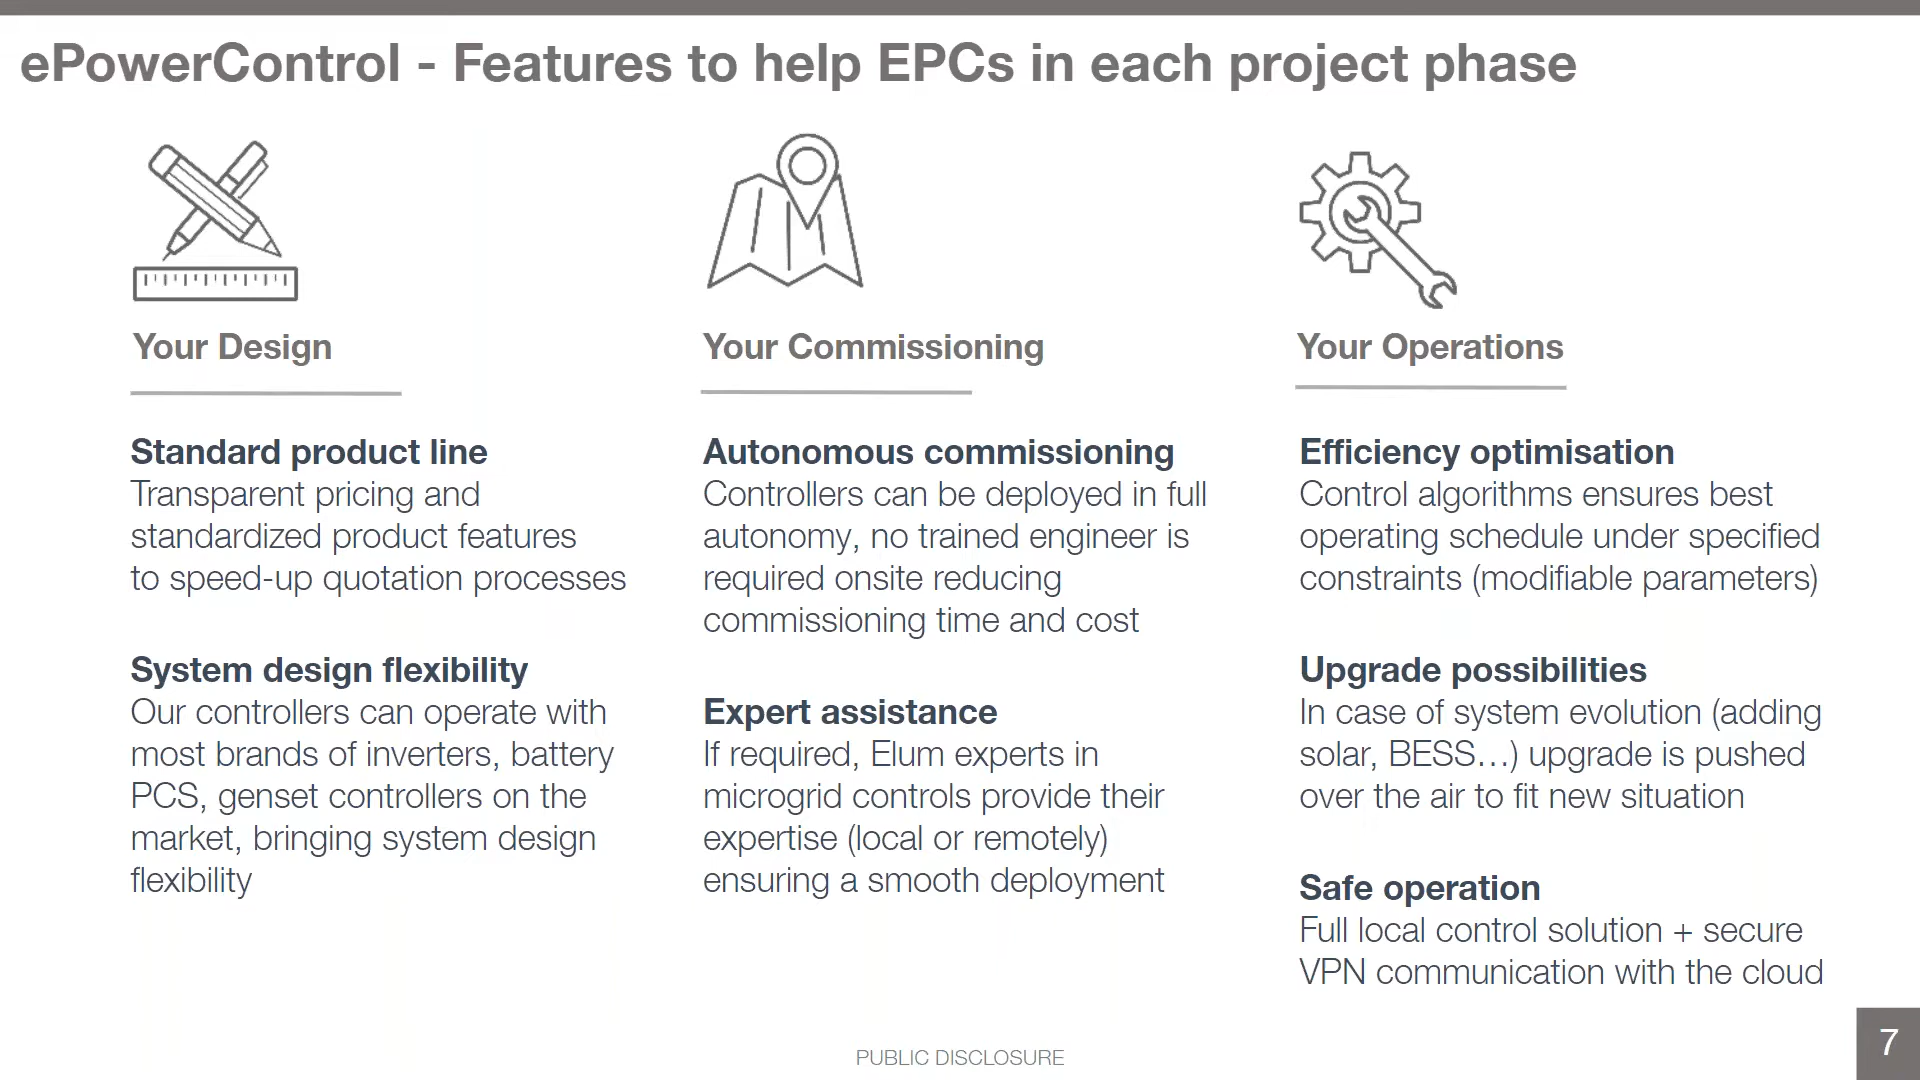 ePowerControl - Features to help EPCs in each project phase
Your Design
Standard product line
Transparent pricing and
standardized product features
to speed-up quotation processes
System design flexibility
Our controllers can operate with
most brands of inverters, battery
PCS, genset controllers on the
market, bringing system design
flexibility
Your Commissioning
Autonomous commissioning
Controllers can be deployed in full
autonomy, no trained engineer is
required onsite reducing
commissioning time and cost
Expert assistance
If required, Elum experts in
microgrid controls provide their
expertise (local or remotely)
ensuring a smooth deployment
Your Operations
Efficiency optimisation
Control algorithms ensures best
operating schedule under specified
constraints (modifiable parameters)
Upgrade possibilities
In case of system evolution (adding
solar, BESS…) upgrade is pushed
over the air to fit new situation
Safe operation
Full local control solution + secure
VPN communication with the cloud
PUBLIC DISCLOSURE
7